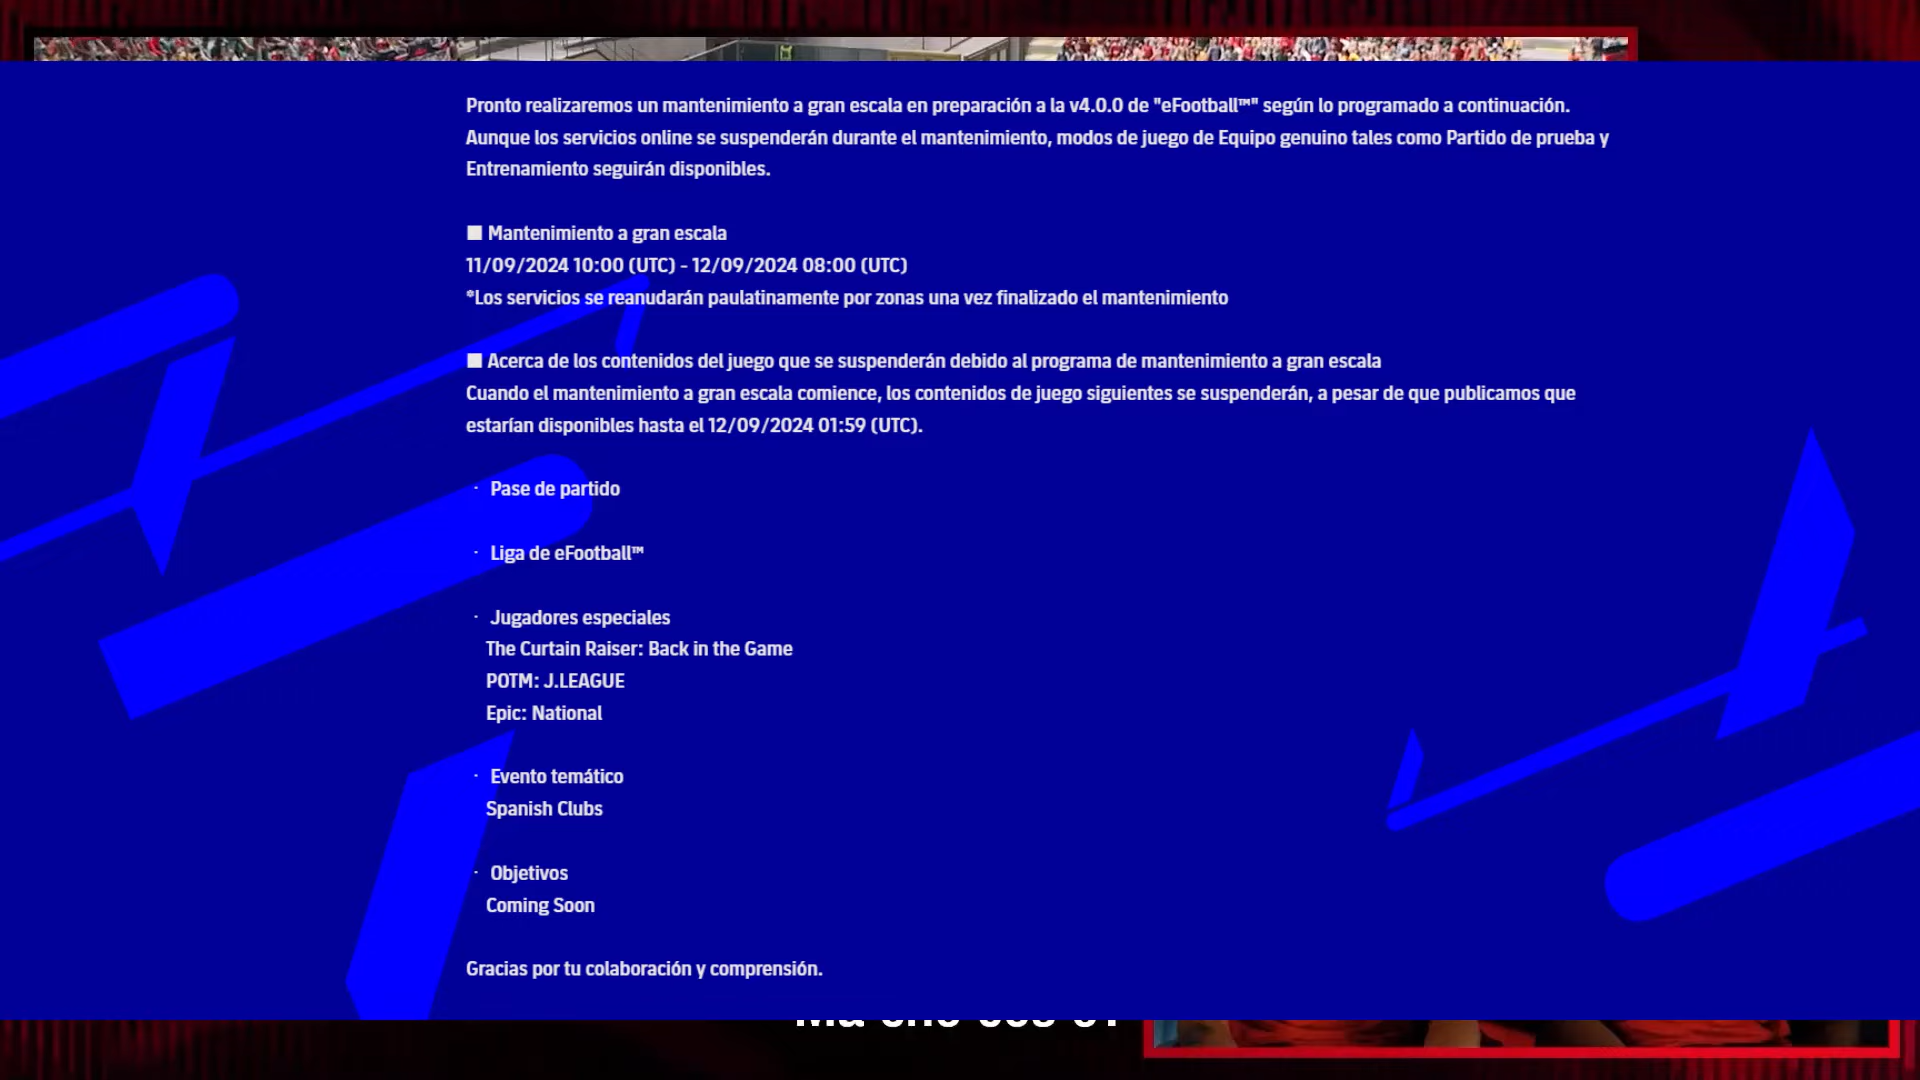 Pronto realizaremos un mantenimiento a gran escala en preparación a la v4.0.0 de "eFootball™" según lo programado a continuación.
Aunque los servicios online se suspenderán durante el mantenimiento, modos de juego de Equipo genuino tales como Partido de prueba y
Entrenamiento seguirán disponibles.
■ Mantenimiento a gran escala
11/09/2024 10:00 (UTC) - 12/09/2024 08:00 (UTC)
*Los servicios se reanudarán paulatinamente por zonas una vez finalizado el mantenimiento
■ Acerca de los contenidos del juego que se suspenderán debido al programa de mantenimiento a gran escala
Cuando el mantenimiento a gran escala comience, los contenidos de juego siguientes se suspenderán, a pesar de que publicamos que
estarían disponibles hasta el 12/09/2024 01:59 (UTC).
· Pase de partido
· Liga de eFootball™
· Jugadores especiales
The Curtain Raiser: Back in the Game
POTM: J.LEAGUE
Epic: National
· Evento temático
Spanish Clubs
· Objetivos
Coming Soon
Gracias por tu colaboración y comprensión.